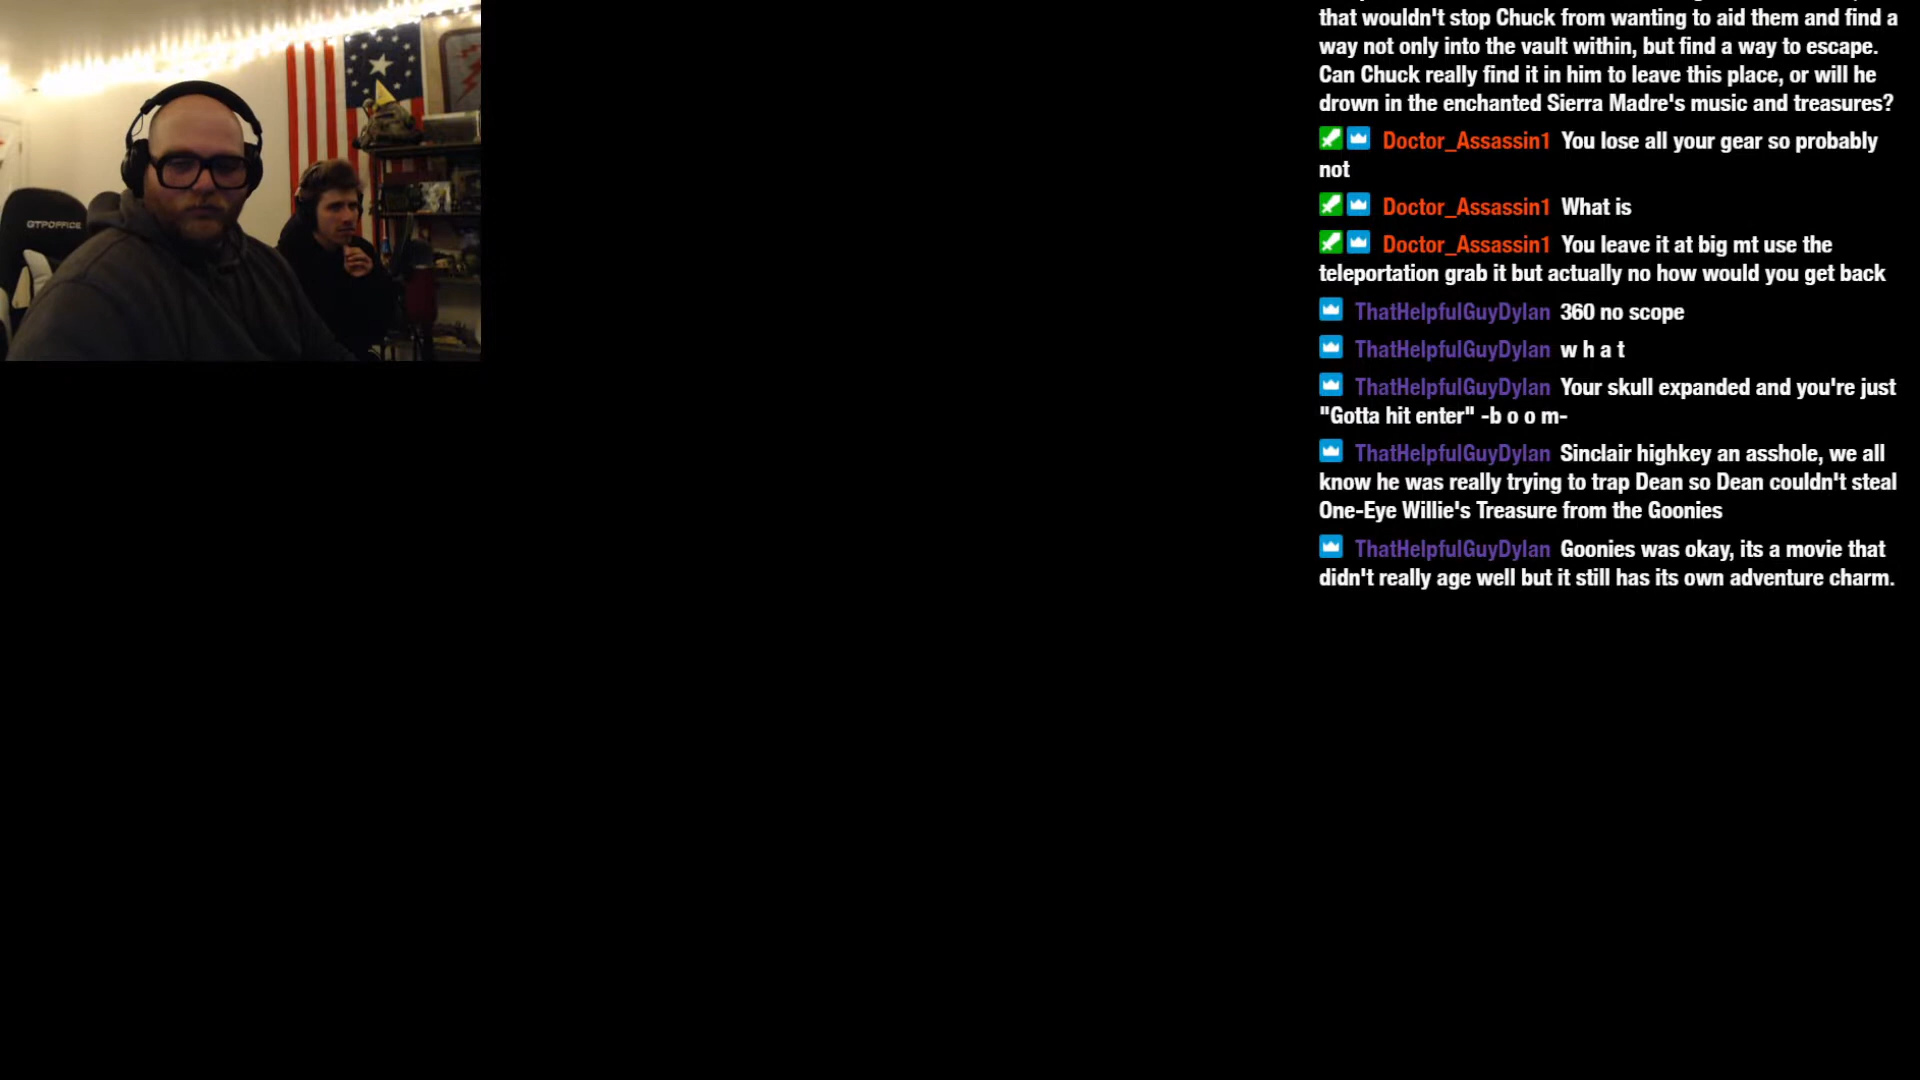 that wouldn't stop Chuck from wanting to aid them and find a
way not only into the vault within, but find a way to escape.
Can Chuck really find it in him to leave this place, or will he
drown in the enchanted Sierra Madre's music and treasures?
Doctor_Assassin1 You lose all your gear so probably
not
Doctor_Assassin1 What is
Doctor_Assassin1 You leave it at big mt use the
teleportation grab it but actually no how would you get back
ThatHelpfulGuyDylan 360 no scope
ThatHelpfulGuyDylan w h a t
ThatHelpfulGuyDylan Your skull expanded and you're just
"Gotta hit enter" -b o o m-
ThatHelpfulGuyDylan Sinclair highkey an asshole, we all
know he was really trying to trap Dean so Dean couldn't steal
One-Eye Willie's Treasure from the Goonies
ThatHelpfulGuyDylan Goonies was okay, its a movie that
didn't really age well but it still has its own adventure charm.
GTPOFFICE